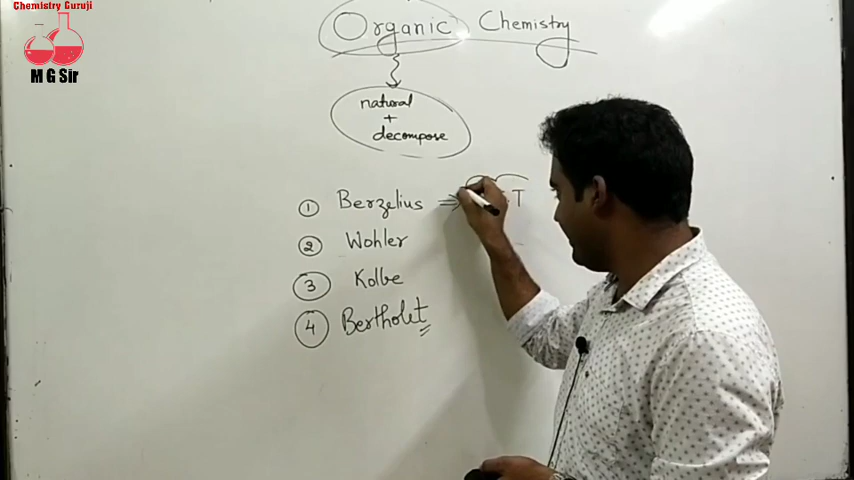 Chemistry Guruji
M G Sir
Organic Chemistry
natural
+
decompose
1 Berzelius ⇒ T
2 Wohler
3 Kolbe
4 Bertholet